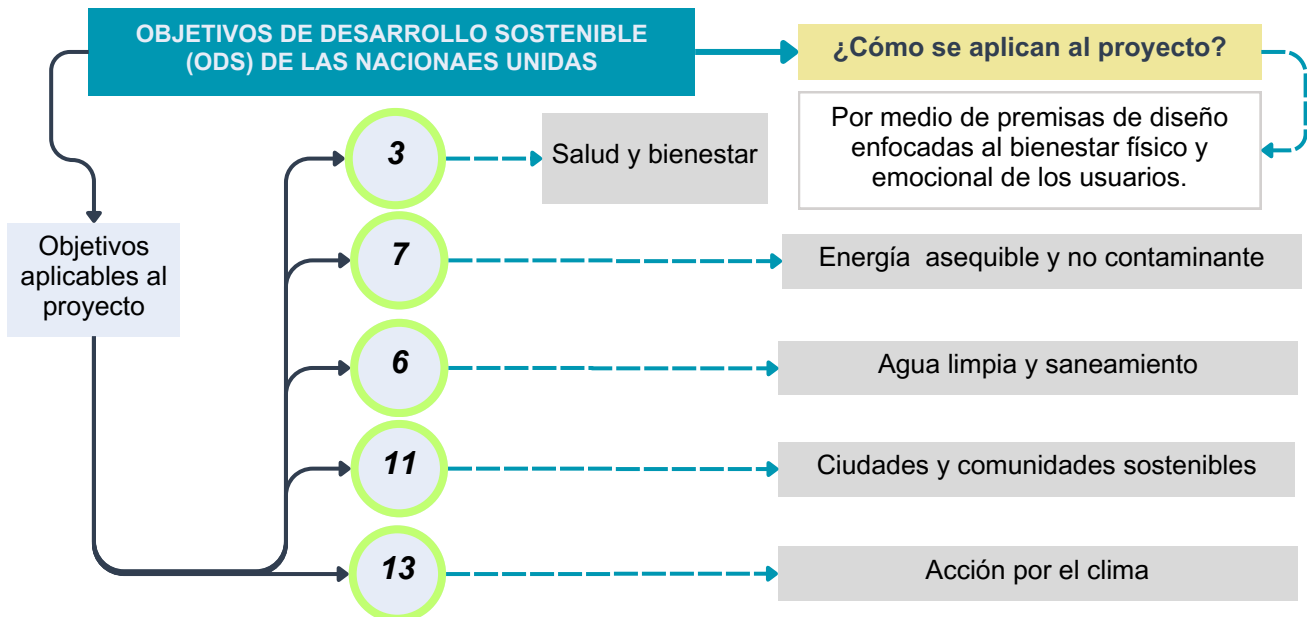 OBJETIVOS DE DESARROLLO SOSTENIBLE
(ODS) DE LAS NACIONAES UNIDAS
¿Cómo se aplican al proyecto?
Por medio de premisas de diseño
enfocadas al bienestar físico y
emocional de los usuarios.
Objetivos
aplicables al
proyecto
3
Salud y bienestar
7
Energía asequible y no contaminante
6
Agua limpia y saneamiento
11
Ciudades y comunidades sostenibles
13
Acción por el clima